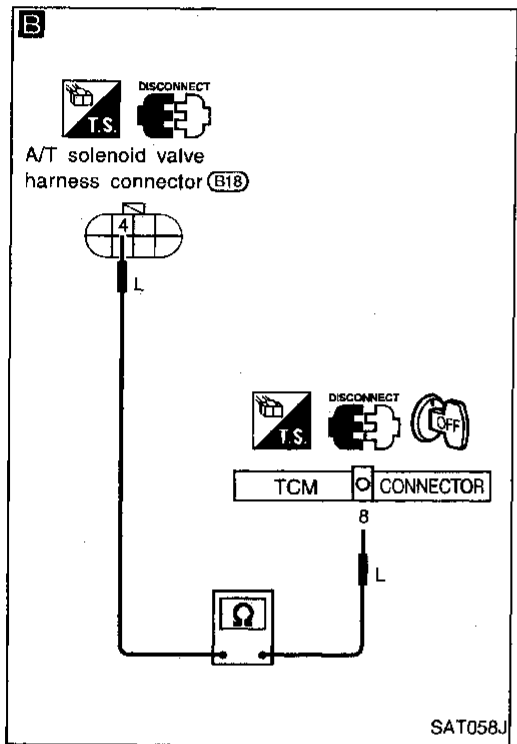 B
DISCONNECT
T.S.
A/T solenoid valve
harness connector B18
4
L
DISCONNECT
T.S.
OFF
TCM CONNECTOR
8
L
Ω
SAT058J